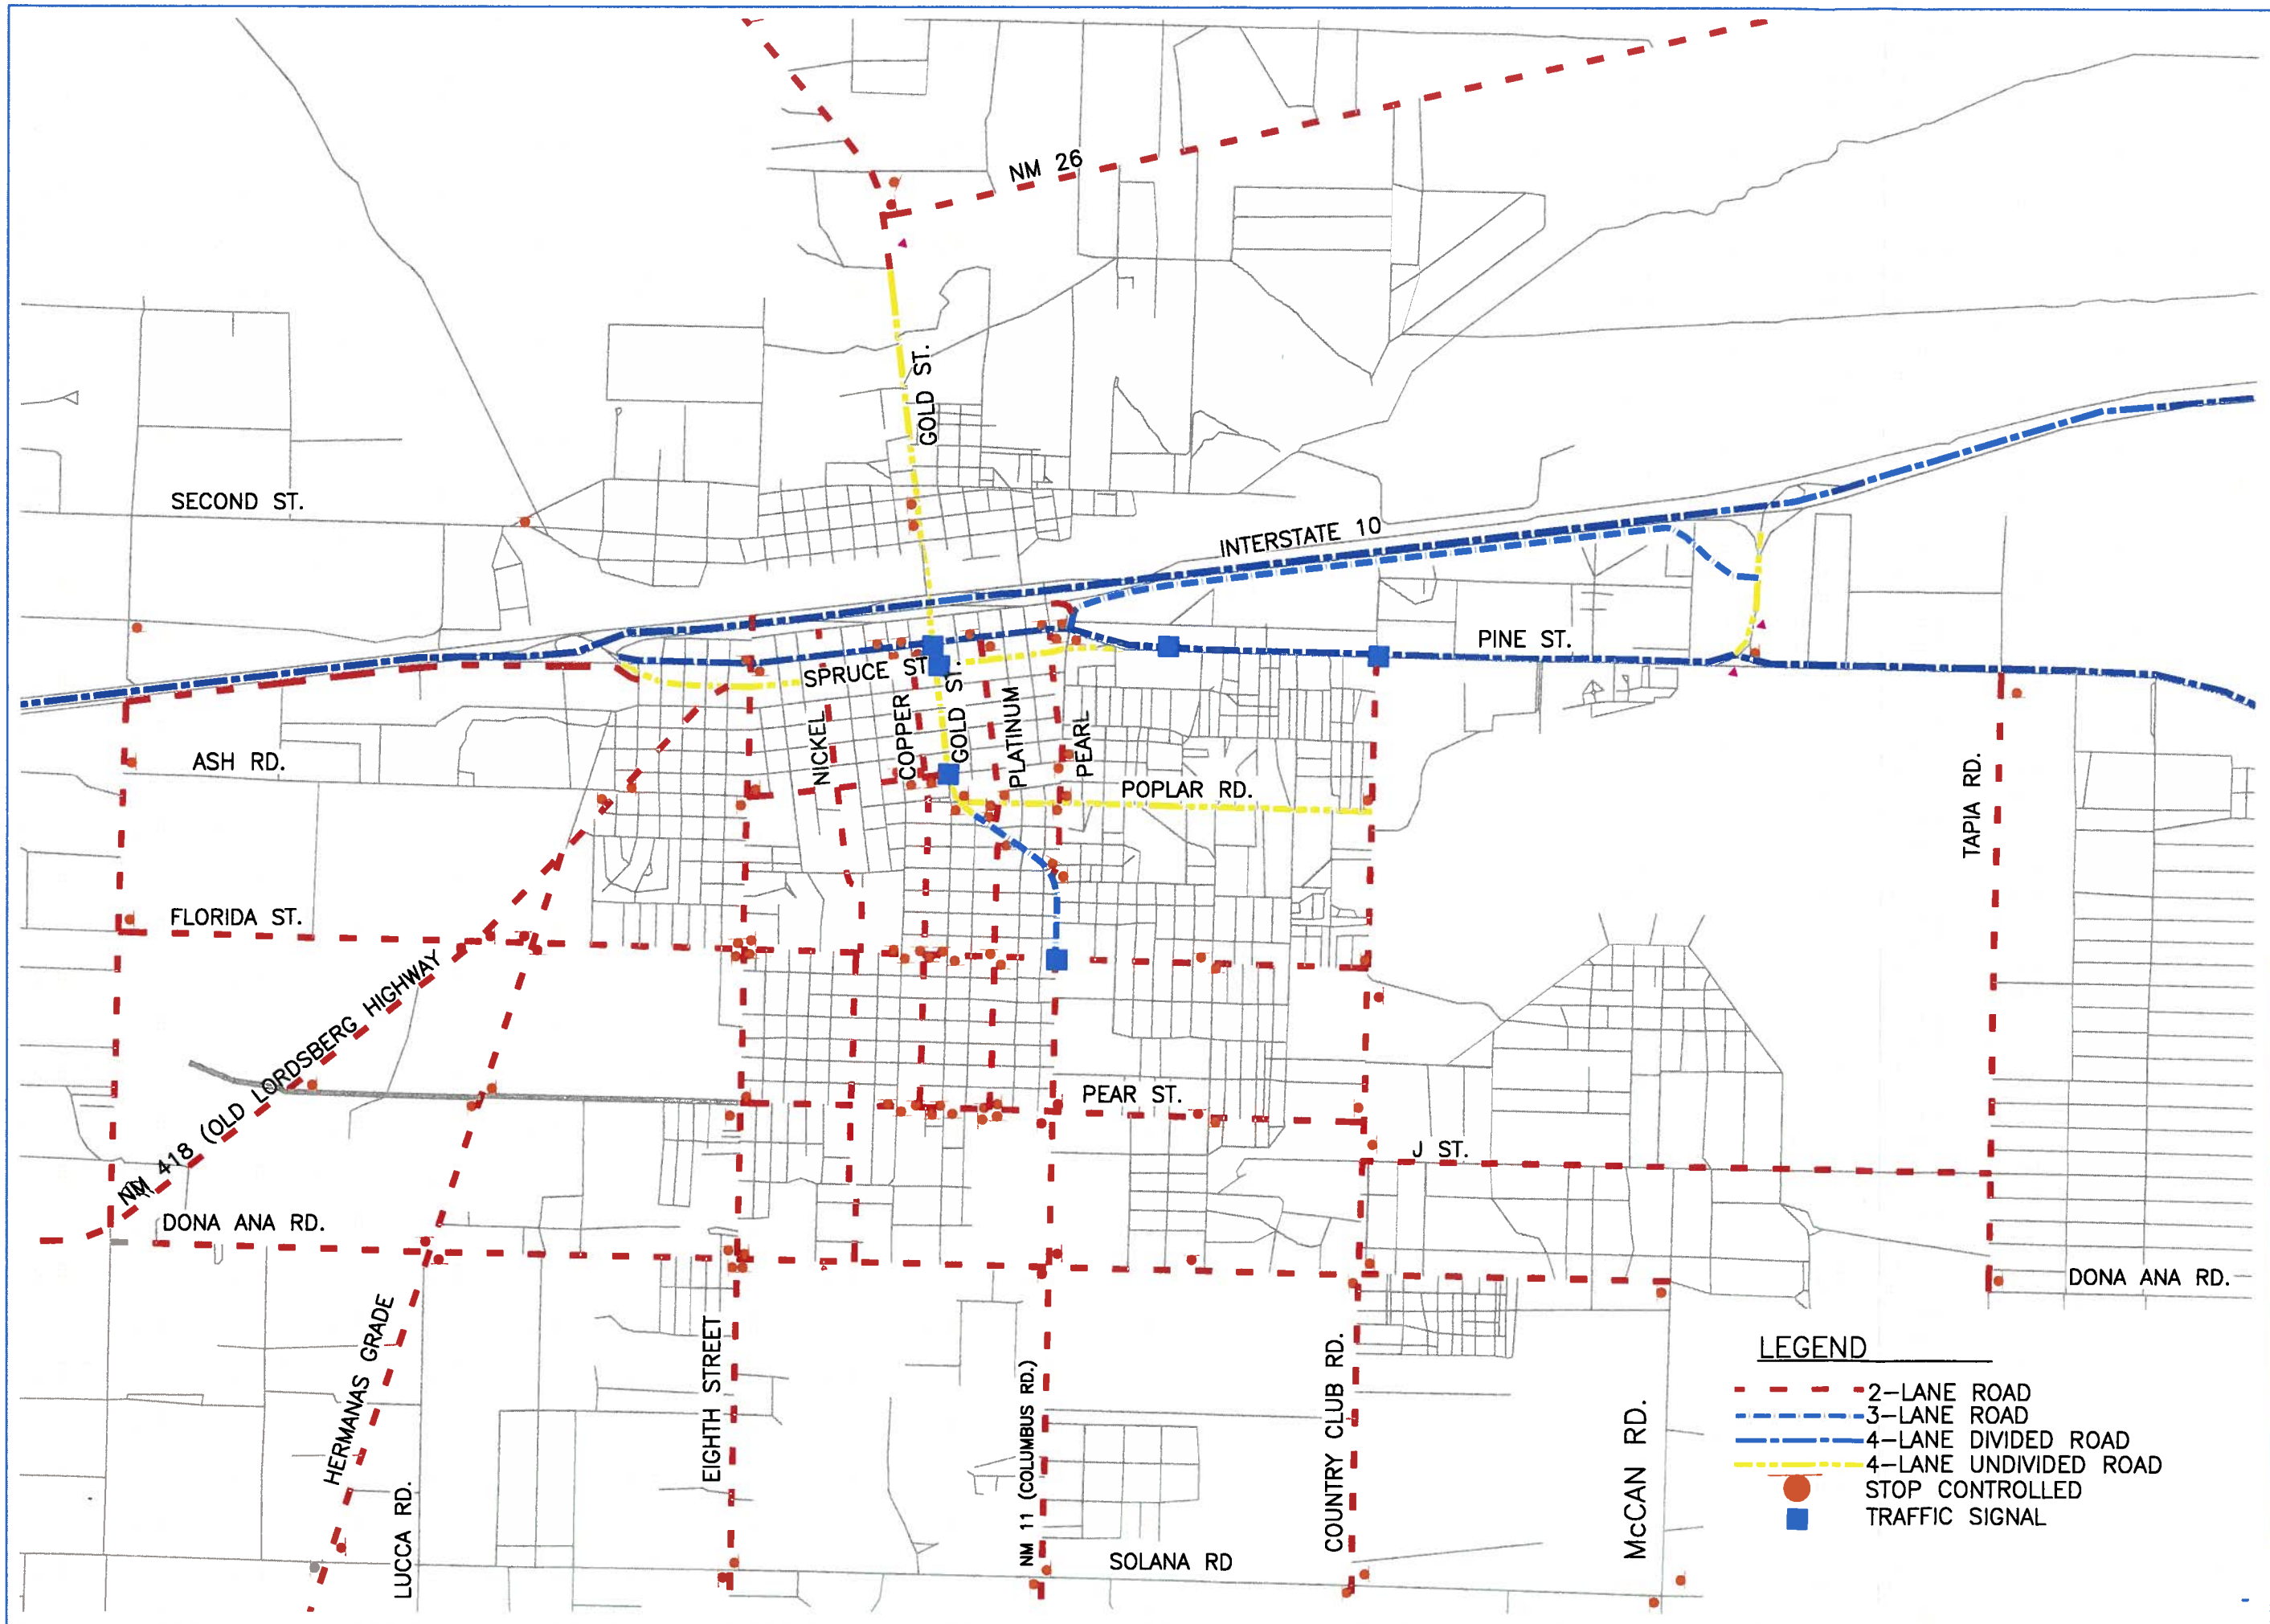 NM 26
GOLD ST.
SECOND ST.
INTERSTATE 10
PINE ST.
SPRUCE ST.
GOLD ST.
NICKEL
COPPER
PLATINUM
PEARL
ASH RD.
POPLAR RD.
TAPIA RD.
FLORIDA ST.
NM 418 (OLD LORDSBERG HIGHWAY
PEAR ST.
J ST.
DONA ANA RD.
DONA ANA RD.
HERMANAS GRADE
LUCCA RD.
EIGHTH STREET
NM 11 (COLUMBUS RD.)
COUNTRY CLUB RD.
McCAN RD.
SOLANA RD
LEGEND
2-LANE ROAD
3-LANE ROAD
4-LANE DIVIDED ROAD
4-LANE UNDIVIDED ROAD
STOP CONTROLLED
TRAFFIC SIGNAL